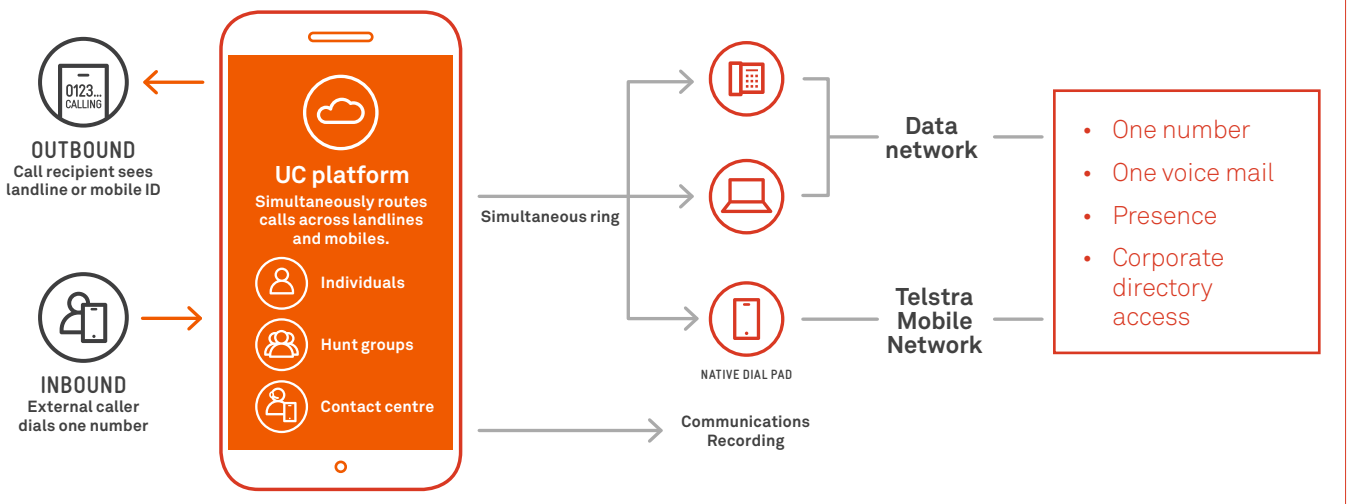 0123...
CALLING
OUTBOUND
Call recipient sees
landline or mobile ID
INBOUND
External caller
dials one number
UC platform
Simultaneously routes
calls across landlines
and mobiles.
Individuals
Hunt groups
Contact centre
Simultaneous ring
NATIVE DIAL PAD
Communications
Recording
Data
network
Telstra
Mobile
Network
• One number
• One voice mail
• Presence
• Corporate
directory
access